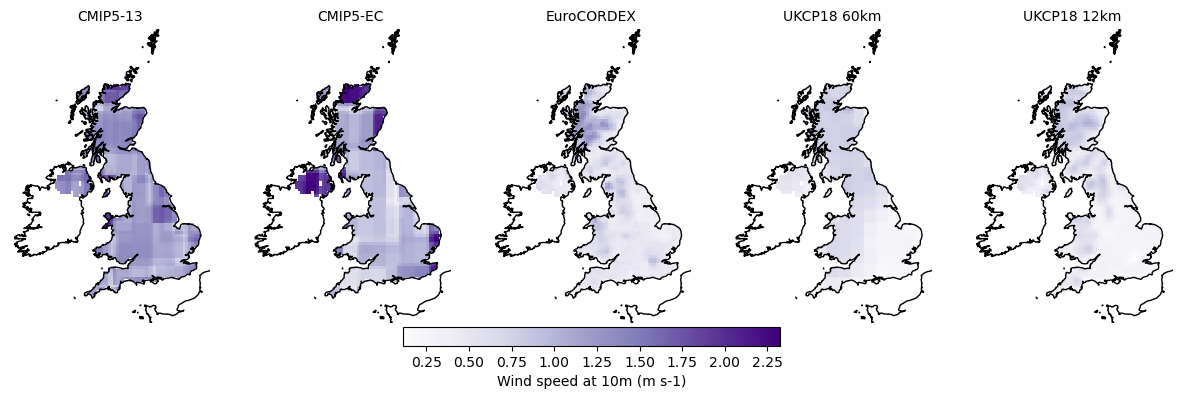 CMIP5-13 CMIP5-EC EuroCORDEX UKCP18 60km UKCP18 12km
0.25 0.50 0.75 1.00 1.25 1.50 1.75 2.00 2.25
Wind speed at 10m (m s-1)